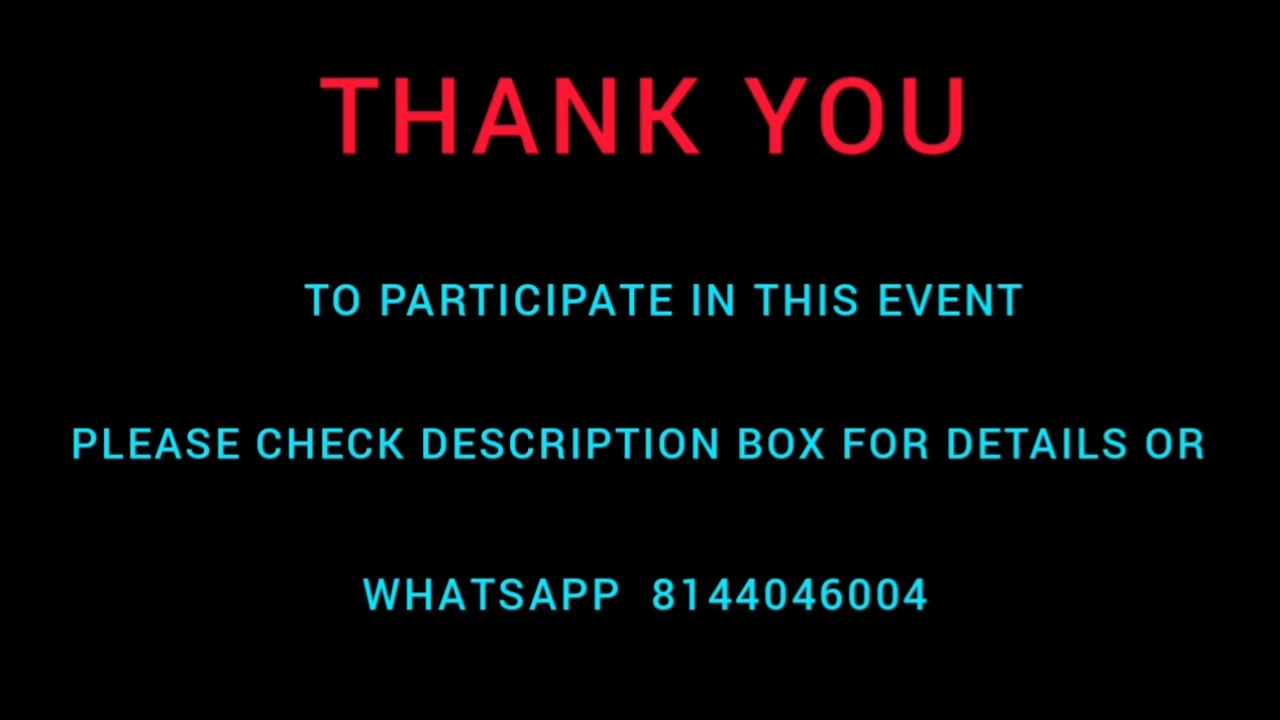 THANK YOU
TO PARTICIPATE IN THIS EVENT
PLEASE CHECK DESCRIPTION BOX FOR DETAILS OR
WHATSAPP 8144046004